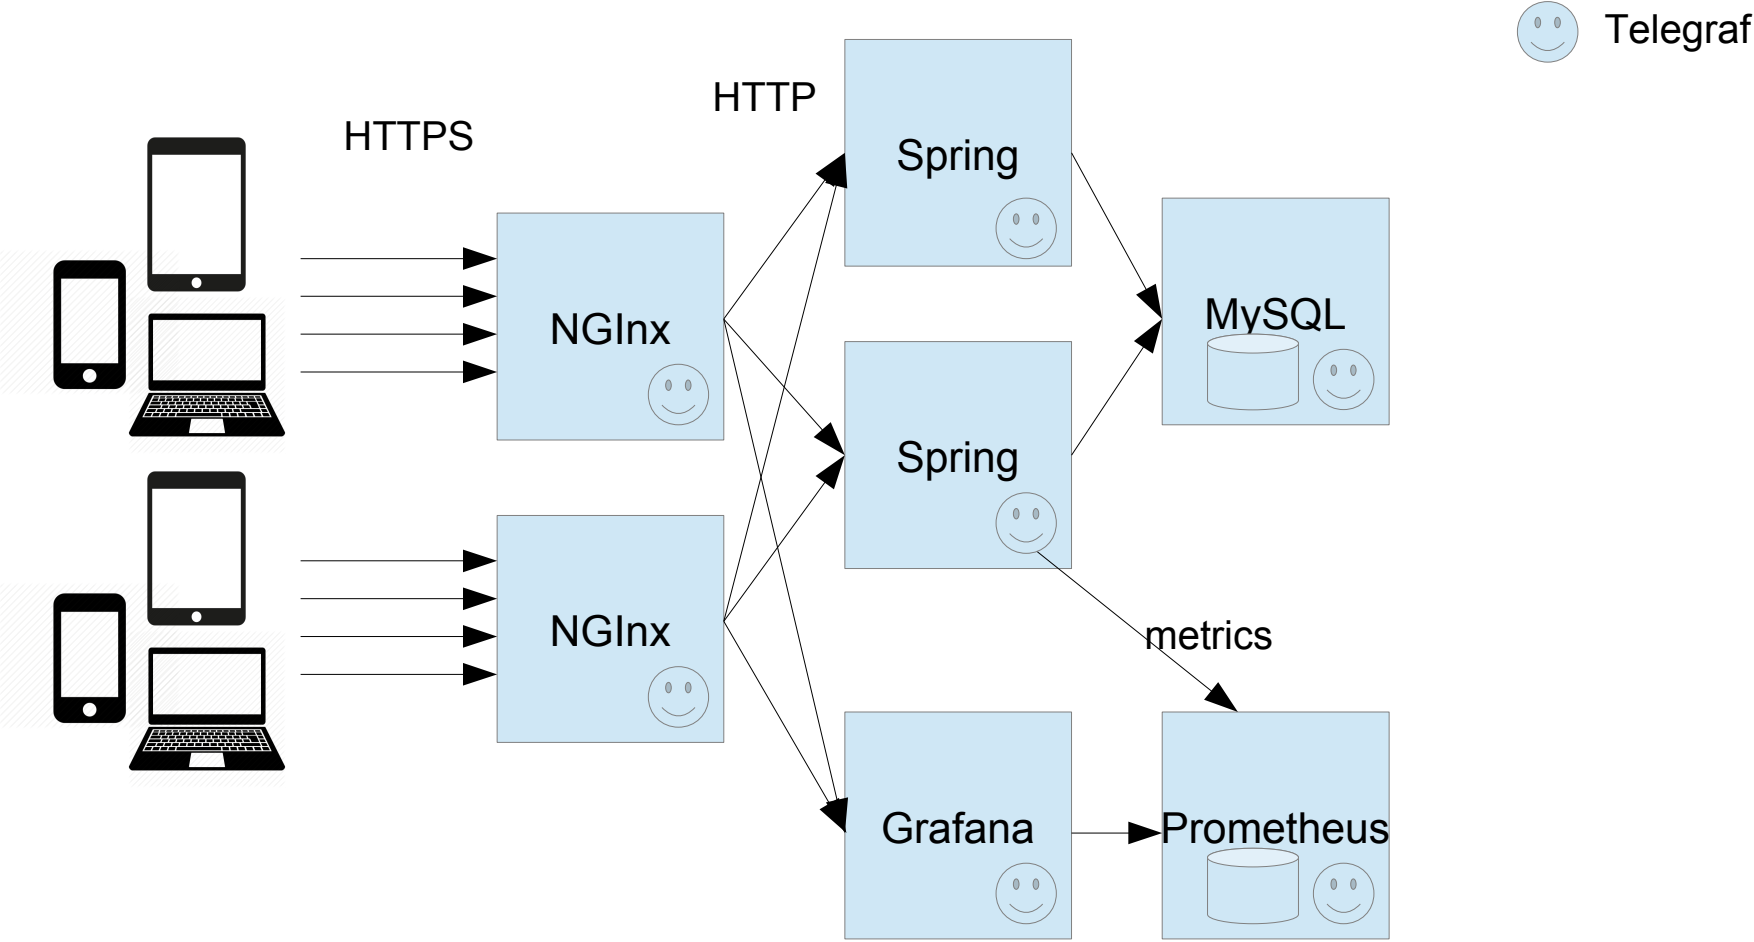 Telegraf
HTTP
HTTPS
Spring
MySQL
NGInx
Spring
NGInx
metrics
Grafana
Prometheus